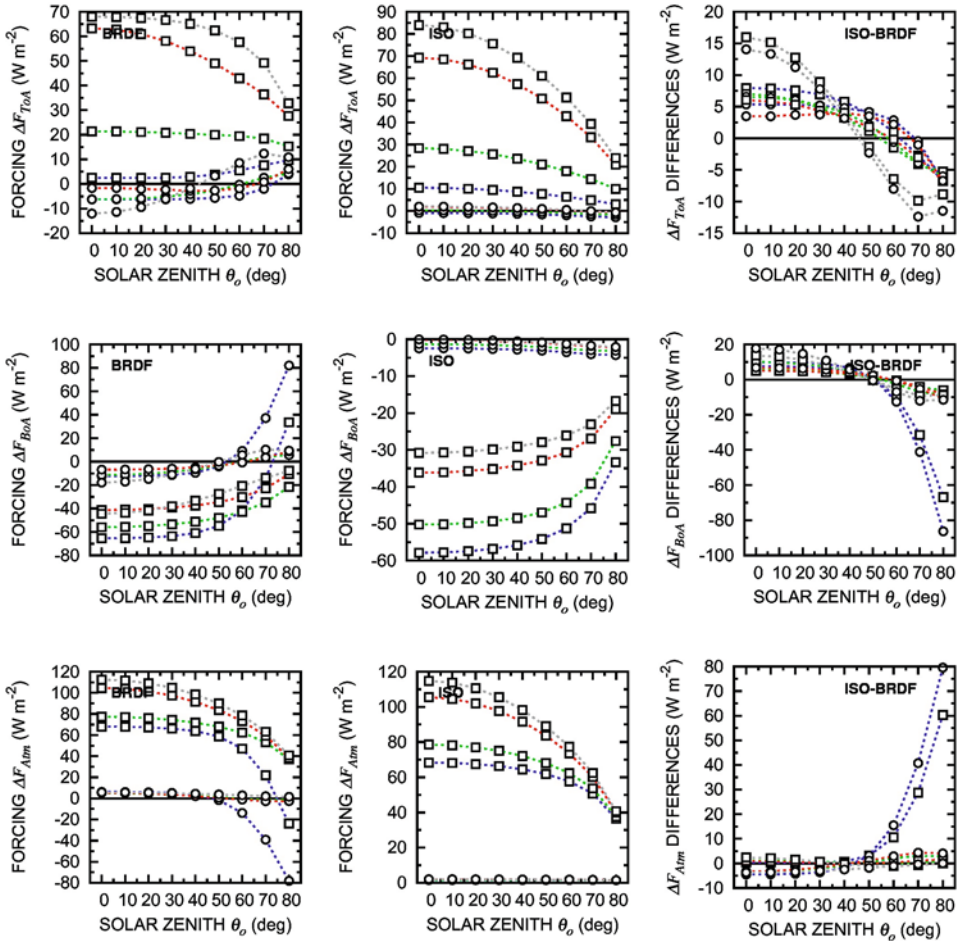 FORCING ΔF_ToA (W m⁻²)
70
60
50
40
30
20
10
0
-10
-20
BRDF
0 10 20 30 40 50 60 70 80
SOLAR ZENITH θ_o (deg)
FORCING ΔF_ToA (W m⁻²)
90
80
70
60
50
40
30
20
10
0
-10
ISO
0 10 20 30 40 50 60 70 80
SOLAR ZENITH θ_o (deg)
ΔF_ToA DIFFERENCES (W m⁻²)
20
15
10
5
0
-5
-10
-15
ISO-BRDF
0 10 20 30 40 50 60 70 80
SOLAR ZENITH θ_o (deg)
FORCING ΔF_BoA (W m⁻²)
100
80
60
40
20
0
-20
-40
-60
-80
BRDF
0 10 20 30 40 50 60 70 80
SOLAR ZENITH θ_o (deg)
FORCING ΔF_BoA (W m⁻²)
0
-10
-20
-30
-40
-50
-60
ISO
0 10 20 30 40 50 60 70 80
SOLAR ZENITH θ_o (deg)
ΔF_BoA DIFFERENCES (W m⁻²)
20
0
-20
-40
-60
-80
-100
ISO-BRDF
0 10 20 30 40 50 60 70 80
SOLAR ZENITH θ_o (deg)
FORCING ΔF_Atm (W m⁻²)
120
100
80
60
40
20
0
-20
-40
-60
-80
BRDF
0 10 20 30 40 50 60 70 80
SOLAR ZENITH θ_o (deg)
FORCING ΔF_Atm (W m⁻²)
120
100
80
60
40
20
0
ISO
0 10 20 30 40 50 60 70 80
SOLAR ZENITH θ_o (deg)
ΔF_Atm DIFFERENCES (W m⁻²)
80
70
60
50
40
30
20
10
0
-10
ISO-BRDF
0 10 20 30 40 50 60 70 80
SOLAR ZENITH θ_o (deg)